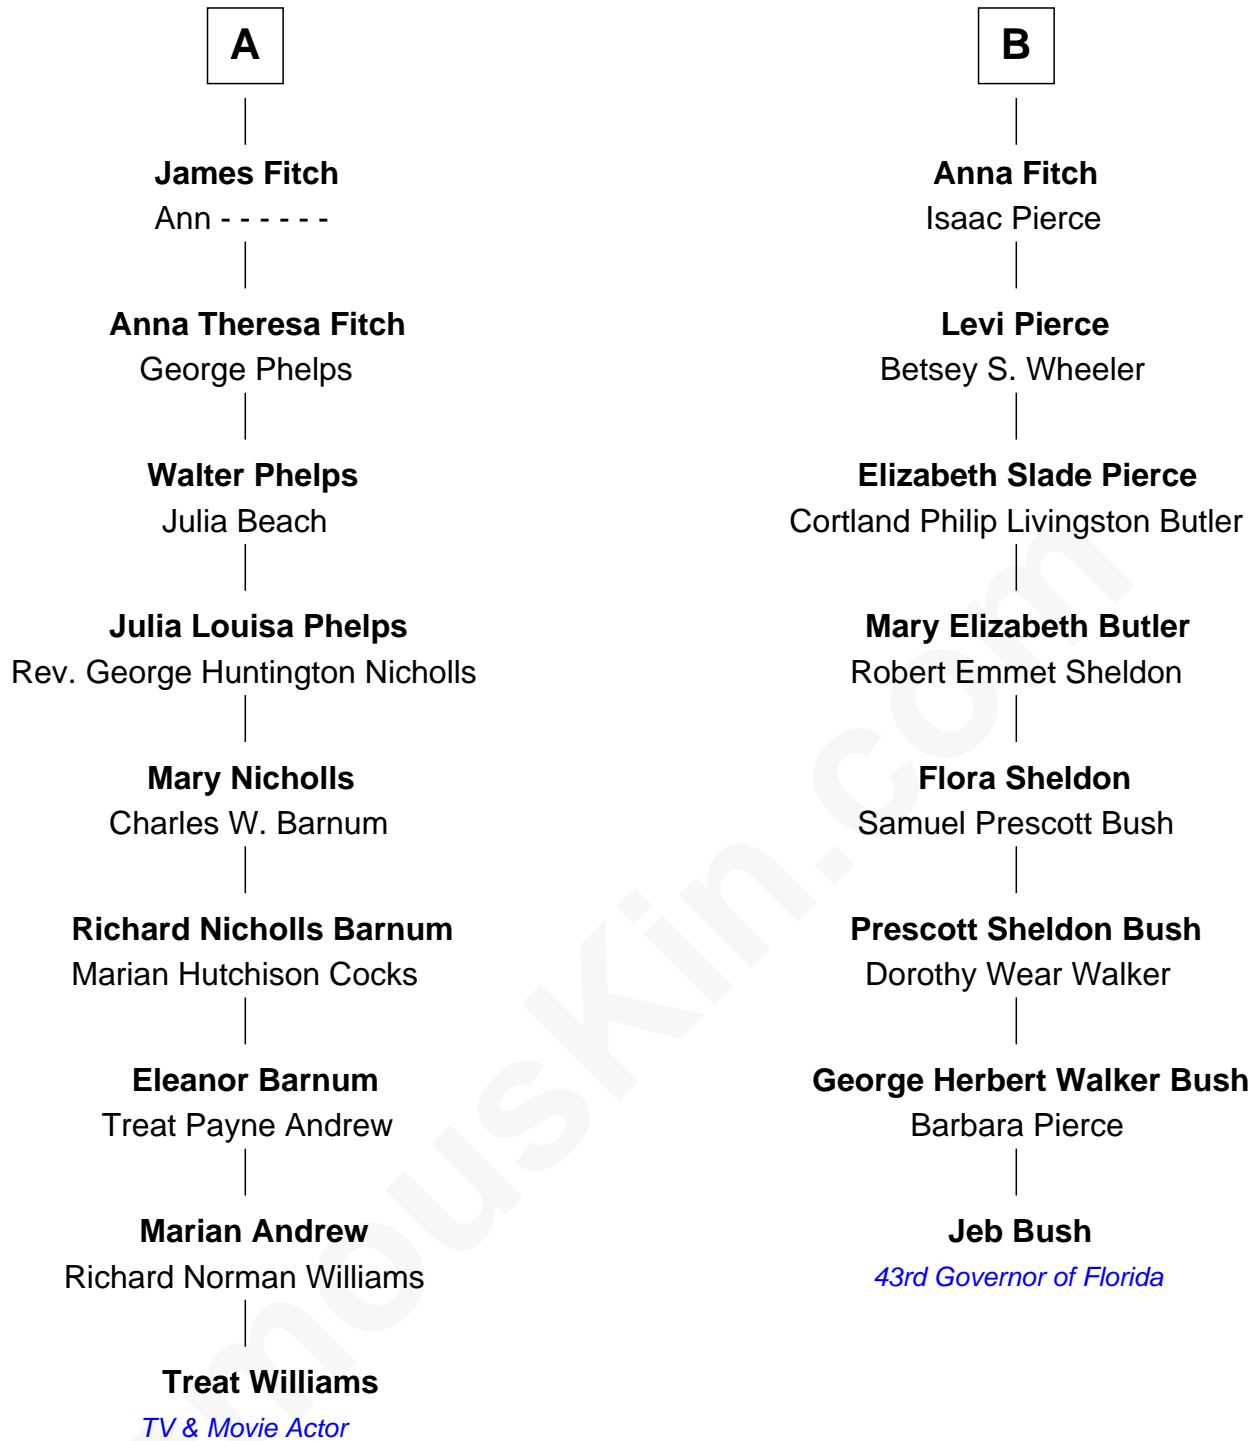 A
James Fitch
Ann - - - - - -
Anna Theresa Fitch
George Phelps
Walter Phelps
Julia Beach
Julia Louisa Phelps
Rev. George Huntington Nicholls
Mary Nicholls
Charles W. Barnum
Richard Nicholls Barnum
Marian Hutchison Cocks
Eleanor Barnum
Treat Payne Andrew
Marian Andrew
Richard Norman Williams
Treat Williams
TV & Movie Actor
B
Anna Fitch
Isaac Pierce
Levi Pierce
Betsey S. Wheeler
Elizabeth Slade Pierce
Cortland Philip Livingston Butler
Mary Elizabeth Butler
Robert Emmet Sheldon
Flora Sheldon
Samuel Prescott Bush
Prescott Sheldon Bush
Dorothy Wear Walker
George Herbert Walker Bush
Barbara Pierce
Jeb Bush
43rd Governor of Florida
mousKin.com